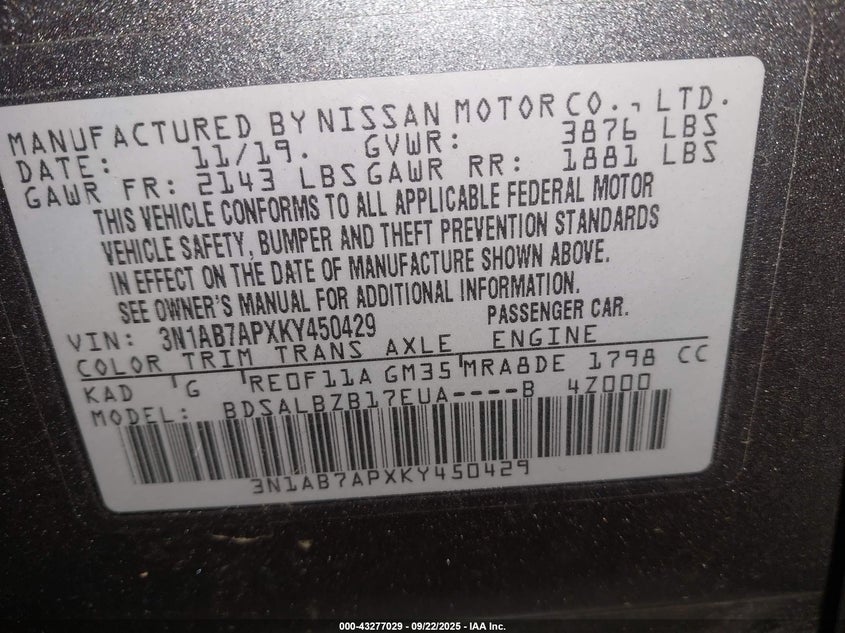 MANUFACTURED BY NISSAN MOTOR CO., LTD.
DATE: 11/19. GVWR: 3876 LBS
GAWR FR: 2143 LBS GAWR RR: 1881 LBS
THIS VEHICLE CONFORMS TO ALL APPLICABLE FEDERAL MOTOR
VEHICLE SAFETY, BUMPER AND THEFT PREVENTION STANDARDS
IN EFFECT ON THE DATE OF MANUFACTURE SHOWN ABOVE.
SEE OWNER'S MANUAL FOR ADDITIONAL INFORMATION.
VIN: 3N1AB7APXKY450429 PASSENGER CAR.
COLOR TRIM TRANS AXLE ENGINE
KAD G RE0F11A GM35 MRA8DE 1798 CC
MODEL: BDSALBZB17EUA----B 4Z000
3N1AB7APXKY450429
000-43277029 - 09/22/2025 - IAA Inc.